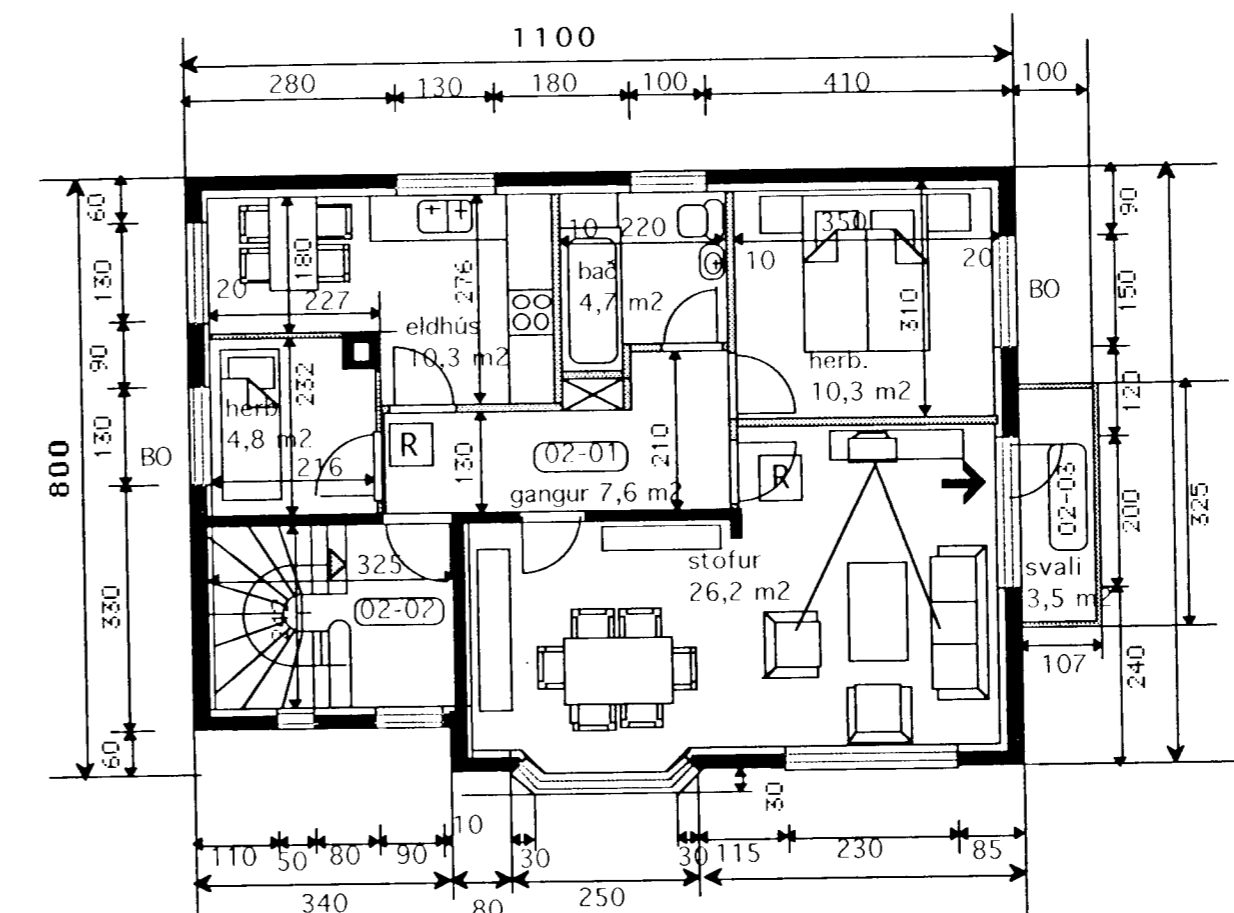 1100
280 130 180 100 410 100
800
60
130
90
130
330
60
BO
20
180
227
276
eldhús
10,3 m2
10 220
bað
4,7 m2
350
10 20
310
herb.
10,3 m2
BO
90
150
120
200
240
325
herb.
4,8 m2
232
216
R
130
02-01
210
gangur 7,6 m2
R
325
02-02
stofur
26,2 m2
02-03
svali
3,5 m2
107
30
110 50 80 90 10 30 30 115 230 85
340 80 250